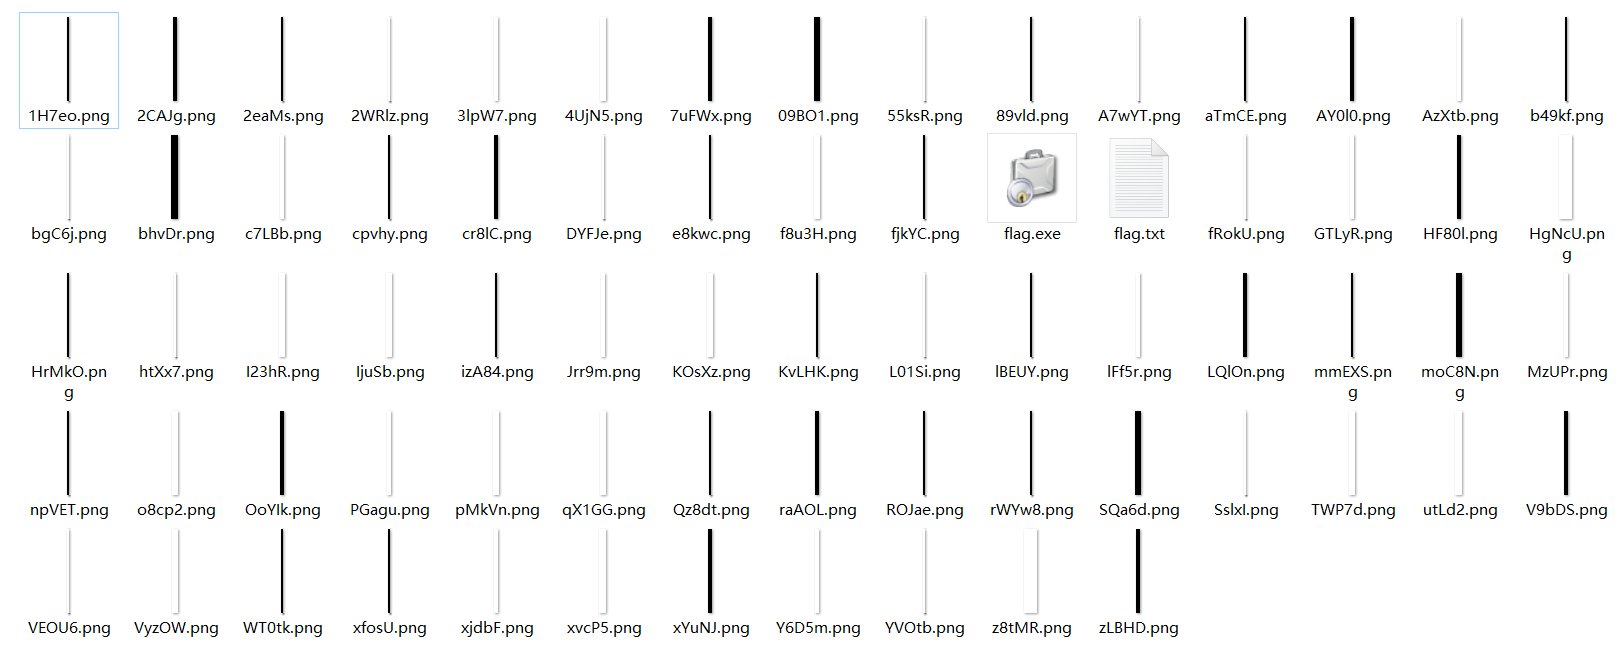 1H7eo.png 2CAJg.png 2eaMs.png 2WRlz.png 3lpW7.png 4UjN5.png 7uFWx.png 09BO1.png 55ksR.png 89vld.png A7wYT.png aTmCE.png AY0l0.png AzXtb.png b49kf.png
bgC6j.png bhvDr.png c7LBb.png cpvhy.png cr8lC.png DYFJe.png e8kwc.png f8u3H.png fjkYC.png flag.exe flag.txt fRokU.png GTLyR.png HF80l.png HgNcU.pn
g
HrMkO.pn htXx7.png I23hR.png IjuSb.png izA84.png Jrr9m.png KOsXz.png KvLHK.png L01Si.png lBEUY.png lFf5r.png LQlOn.png mmEXS.pn moC8N.pn MzUPr.png
g g g
npVET.png o8cp2.png OoYIk.png PGagu.png pMkVn.png qX1GG.png Qz8dt.png raAOL.png ROJae.png rWYw8.png SQa6d.png SslxI.png TWP7d.png utLd2.png V9bDS.png
VEOU6.png VyzOW.png WT0tk.png xfosU.png xjdbF.png xvcP5.png xYuNJ.png Y6D5m.png YVOtb.png z8tMR.png zLBHD.png